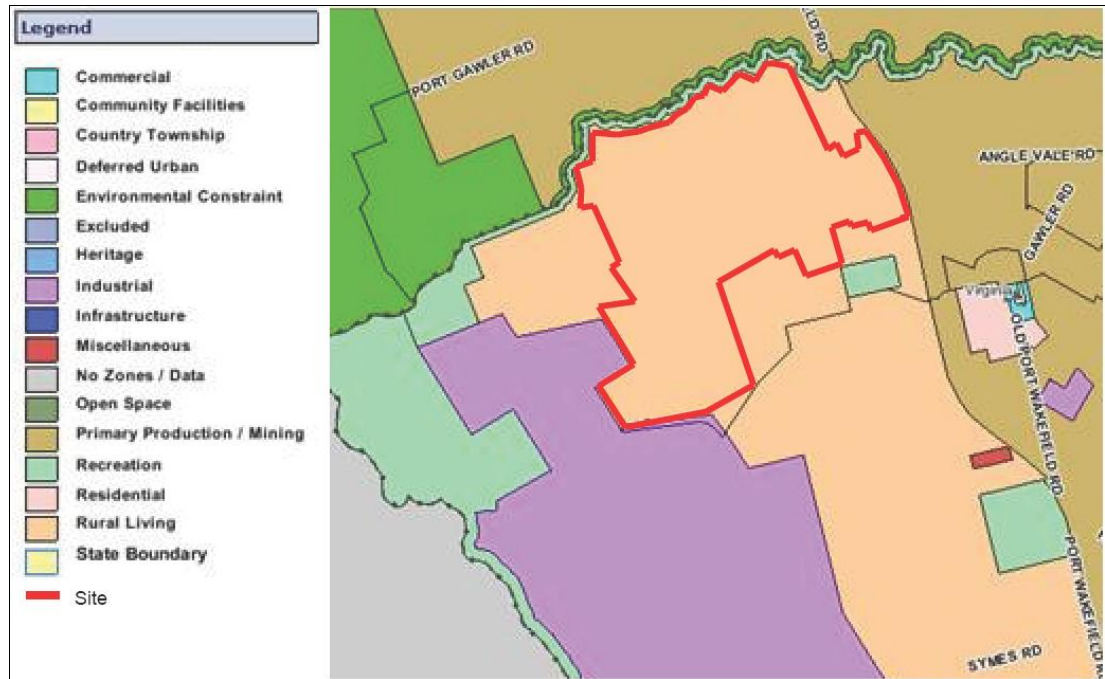 Legend
Commercial
Community Facilities
Country Township
Deferred Urban
Environmental Constraint
Excluded
Heritage
Industrial
Infrastructure
Miscellaneous
No Zones / Data
Open Space
Primary Production / Mining
Recreation
Residential
Rural Living
State Boundary
Site
PORT GAWLER RD
ELD RD
ANGLE VALE RD
GAWLER RD
Virginia
OLD PORT WAKEFIELD RD
PORT WAKEFIELD R
SYMES RD